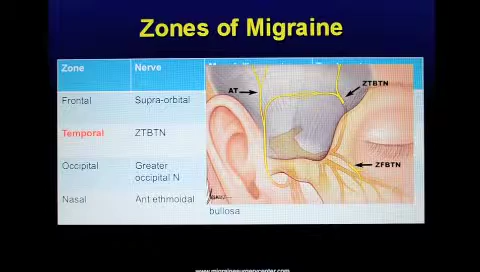 Zones of Migraine
Zone Nerve
Frontal Supra-orbital
Temporal ZTBTN
Occipital Greater
occipital N
Nasal Ant ethmoidal
bullosa
AT
ZTBTN
ZFBTN
www.migrainesurgerycenter.com